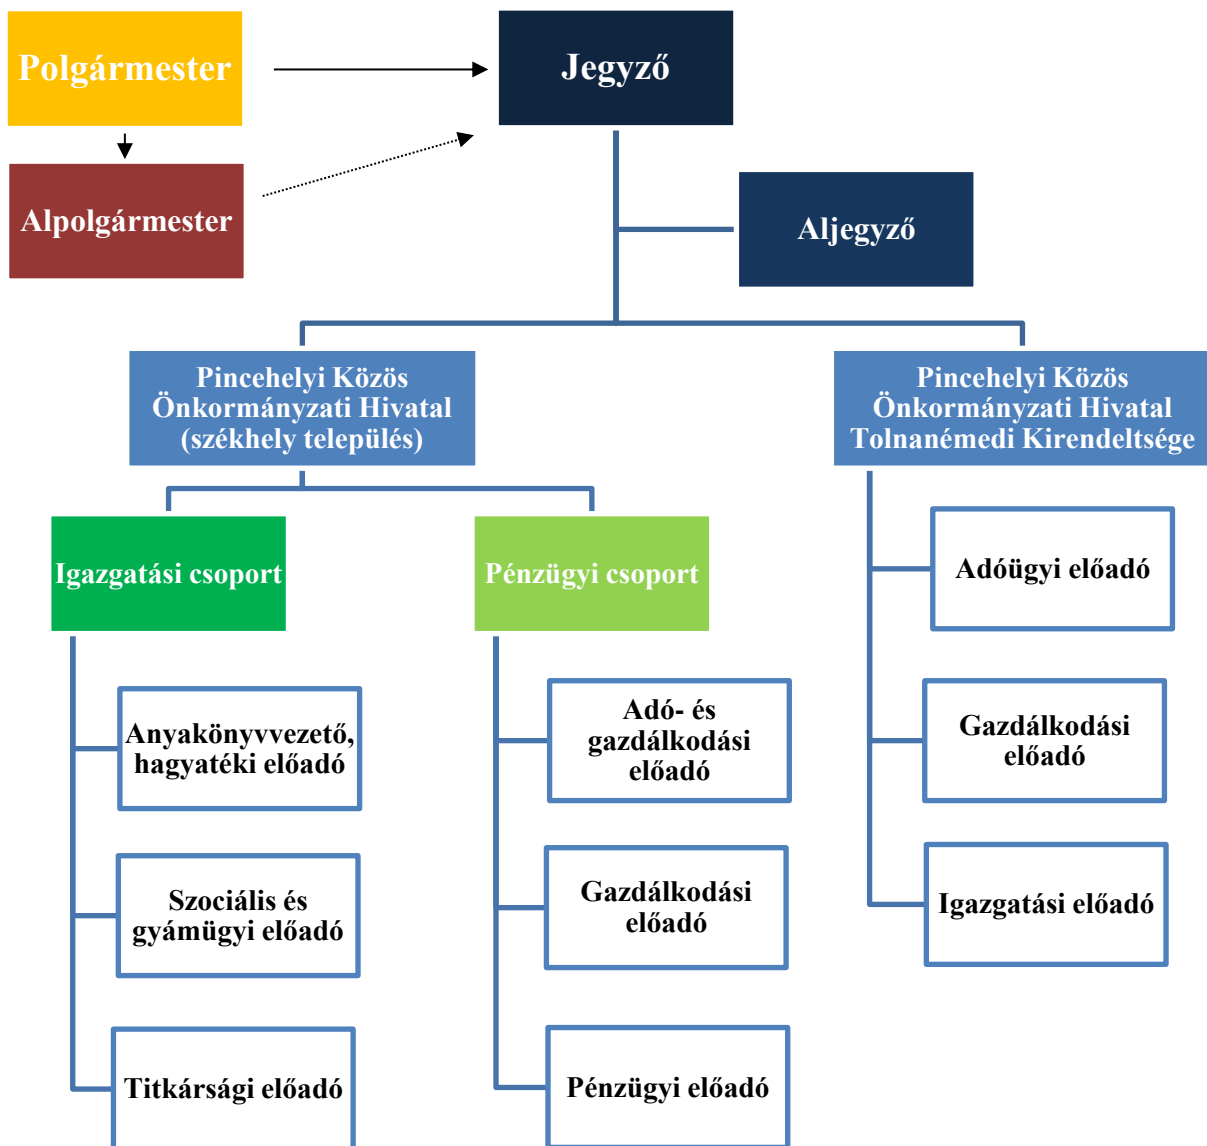 Polgármester
Jegyző
Alpolgármester
Aljegyző
Pincehelyi Közös
Önkormányzati Hivatal
(székhely település)
Pincehelyi Közös
Önkormányzati Hivatal
Tolnanémedi Kirendeltsége
Igazgatási csoport
Pénzügyi csoport
Adóügyi előadó
Anyakönyvvezető,
hagyatéki előadó
Adó- és
gazdálkodási
előadó
Gazdálkodási
előadó
Szociális és
gyámügyi előadó
Gazdálkodási
előadó
Igazgatási előadó
Titkársági előadó
Pénzügyi előadó